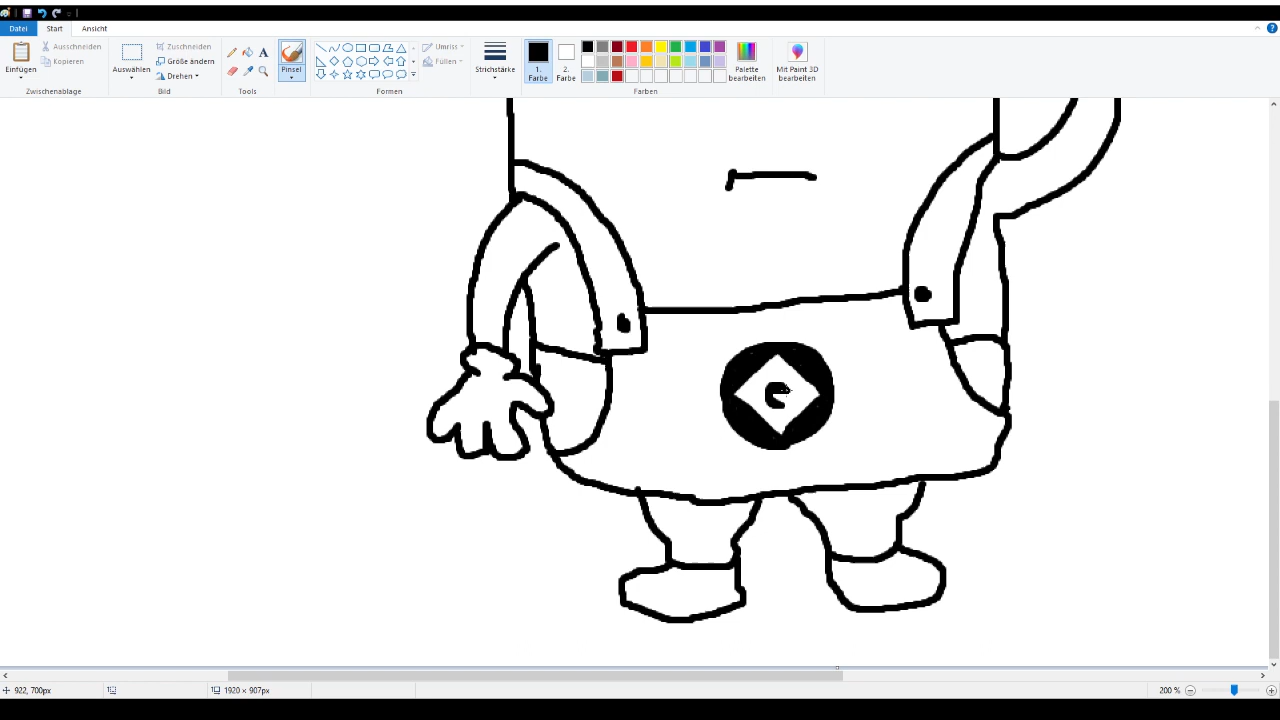 Datei Start Ansicht
Einfügen Ausschneiden Kopieren
Auswählen Zuschneiden Größe ändern Drehen
Pinsel
Umriss Füllen
Strichstärke
1. Farbe 2. Farbe
Palette bearbeiten
Mit Paint 3D bearbeiten
Zwischenablage Bild Tools Formen Farben
A
922, 700px 1920 × 907px 200 %